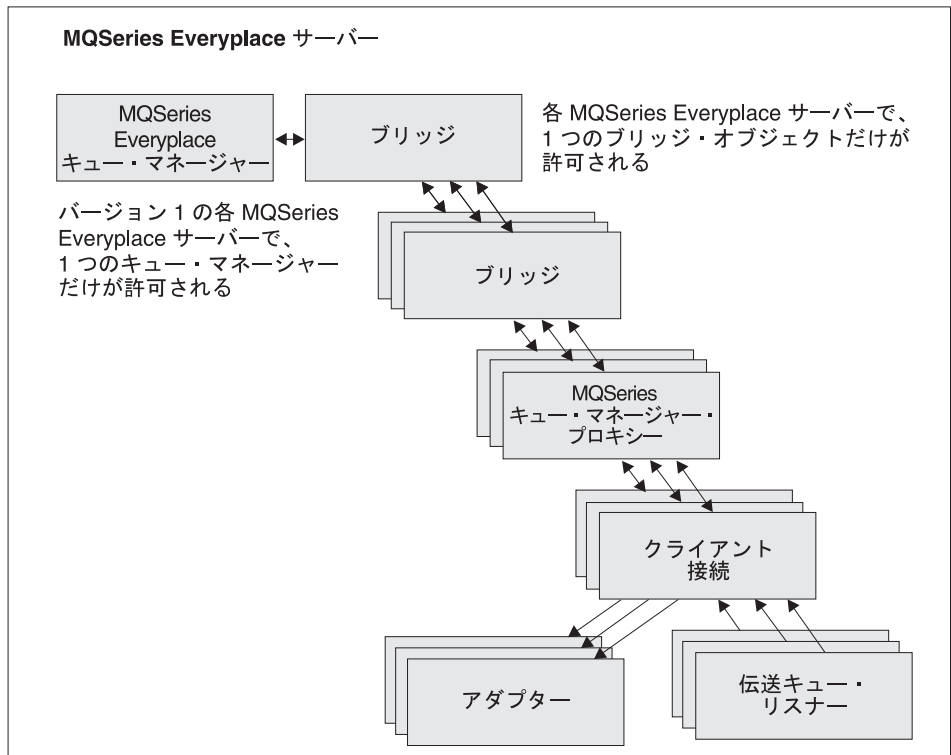 MQSeries Everyplace サーバー
MQSeries
Everyplace
キュー・マネージャー
ブリッジ
各 MQSeries Everyplace サーバーで、
1 つのブリッジ・オブジェクトだけが
許可される
バージョン 1 の各 MQSeries
Everyplace サーバーで、
1 つのキュー・マネージャー
だけが許可される
ブリッジ
MQSeries
キュー・マネージャー・
プロキシー
クライアント
接続
アダプター
伝送キュー・
リスナー